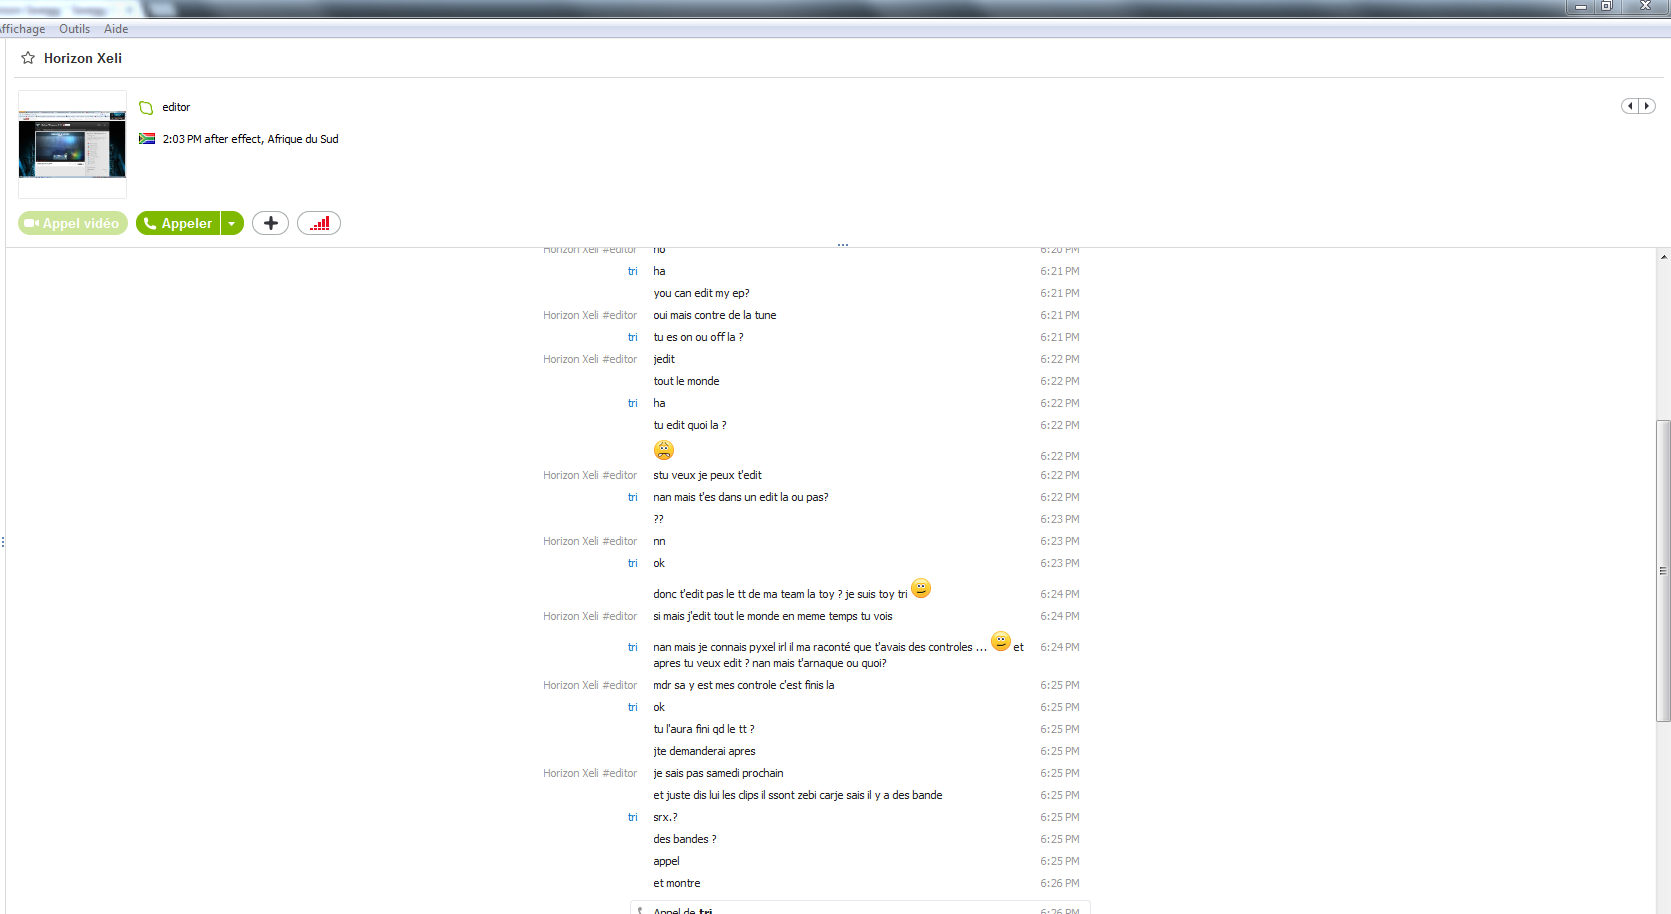 Affichage Outils Aide
Horizon Xeli
editor
2:03 PM after effect, Afrique du Sud
Appel vidéo Appeler
Horizon Xeli #editor no 6:20 PM
tri ha 6:21 PM
you can edit my ep? 6:21 PM
Horizon Xeli #editor oui mais contre de la tune 6:21 PM
tri tu es on ou off la ? 6:21 PM
Horizon Xeli #editor jedit 6:22 PM
tout le monde 6:22 PM
tri ha 6:22 PM
tu edit quoi la ? 6:22 PM
6:22 PM
Horizon Xeli #editor stu veux je peux t'edit 6:22 PM
tri nan mais t'es dans un edit la ou pas? 6:22 PM
?? 6:23 PM
Horizon Xeli #editor nn 6:23 PM
tri ok 6:23 PM
donc t'edit pas le tt de ma team la toy ? je suis toy tri 6:24 PM
Horizon Xeli #editor si mais j'edit tout le monde en meme temps tu vois 6:24 PM
tri nan mais je connais pyxel irl il ma raconté que t'avais des controles ... et 6:24 PM
apres tu veux edit ? nan mais t'arnaque ou quoi?
Horizon Xeli #editor mdr sa y est mes controle c'est finis la 6:25 PM
tri ok 6:25 PM
tu l'aura fini qd le tt ? 6:25 PM
jte demanderai apres 6:25 PM
Horizon Xeli #editor je sais pas samedi prochain 6:25 PM
et juste dis lui les clips il ssont zebi carje sais il y a des bande 6:25 PM
tri srx.? 6:25 PM
des bandes ? 6:25 PM
appel 6:25 PM
et montre 6:26 PM
Appel de tri 6:26 PM